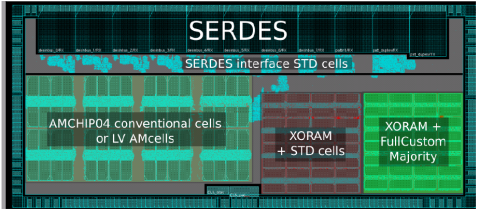 SERDES
SERDES interface STD cells
AMCHIP04 conventional cells
or LV AMcells
XORAM
+ STD cells
XORAM +
FullCustom
Majority